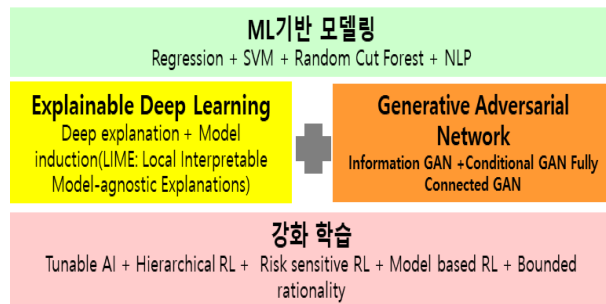 ML기반 모델링
Regression + SVM + Random Cut Forest + NLP
Explainable Deep Learning
Deep explanation + Model
induction(LIME: Local Interpretable
Model-agnostic Explanations)
Generative Adversarial
Network
Information GAN +Conditional GAN Fully
Connected GAN
강화 학습
Tunable AI + Hierarchical RL + Risk sensitive RL + Model based RL + Bounded
rationality